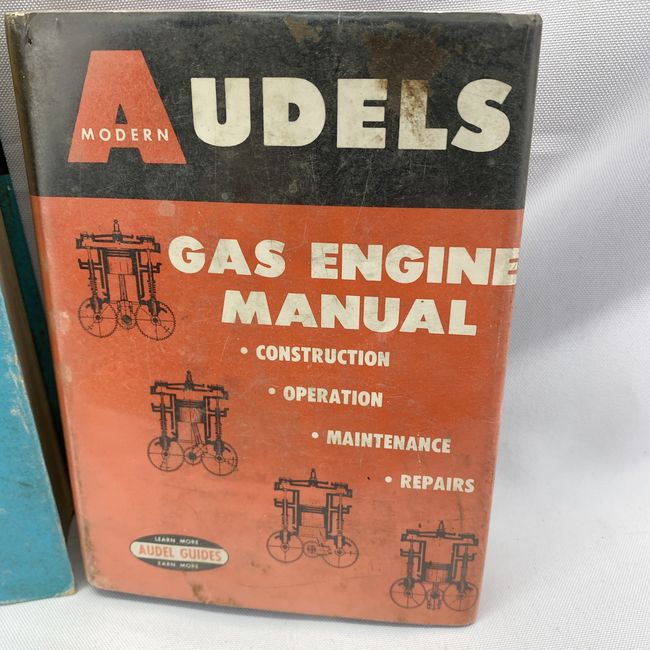 AUDELS
MODERN
GAS ENGINE
MANUAL
• CONSTRUCTION
• OPERATION
• MAINTENANCE
• REPAIRS
LEARN MORE
AUDEL GUIDES
EARN MORE